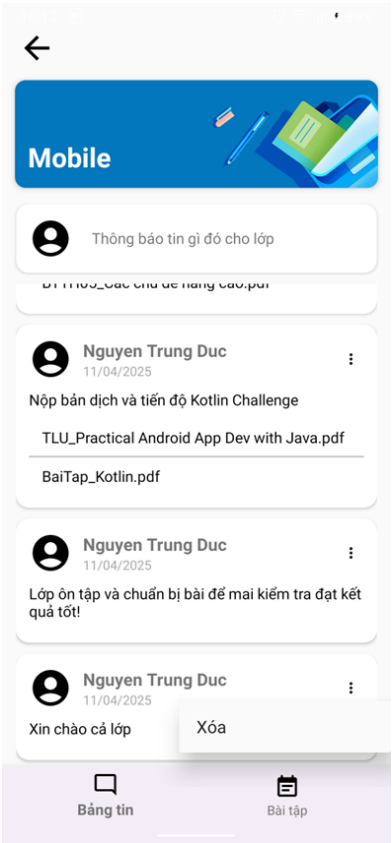 Mobile
Thông báo tin gì đó cho lớp
Nguyen Trung Duc
11/04/2025
Nộp bản dịch và tiến độ Kotlin Challenge
TLU_Practical Android App Dev with Java.pdf
BaiTap_Kotlin.pdf
Nguyen Trung Duc
11/04/2025
Lớp ôn tập và chuẩn bị bài để mai kiểm tra đạt kết
quả tốt!
Nguyen Trung Duc
11/04/2025
Xin chào cả lớp
Xóa
Bảng tin
Bài tập